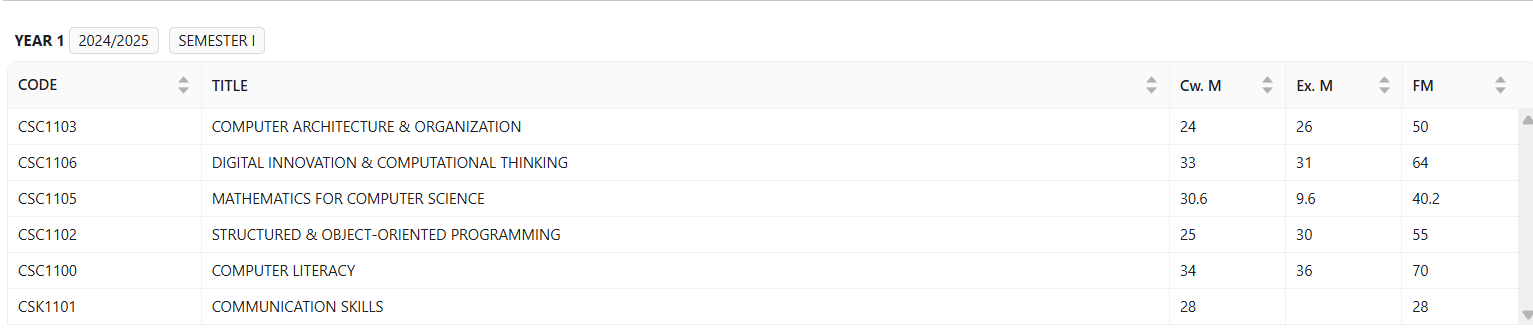 YEAR 1 2024/2025 SEMESTER I
CODE TITLE Cw. M Ex. M FM
CSC1103 COMPUTER ARCHITECTURE & ORGANIZATION 24 26 50
CSC1106 DIGITAL INNOVATION & COMPUTATIONAL THINKING 33 31 64
CSC1105 MATHEMATICS FOR COMPUTER SCIENCE 30.6 9.6 40.2
CSC1102 STRUCTURED & OBJECT-ORIENTED PROGRAMMING 25 30 55
CSC1100 COMPUTER LITERACY 34 36 70
CSK1101 COMMUNICATION SKILLS 28 28